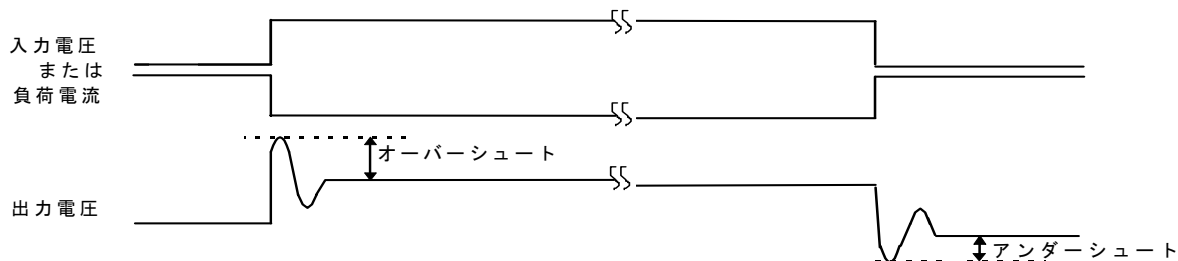 入力電圧
または
負荷電流
オーバーシュート
出力電圧
アンダーシュート